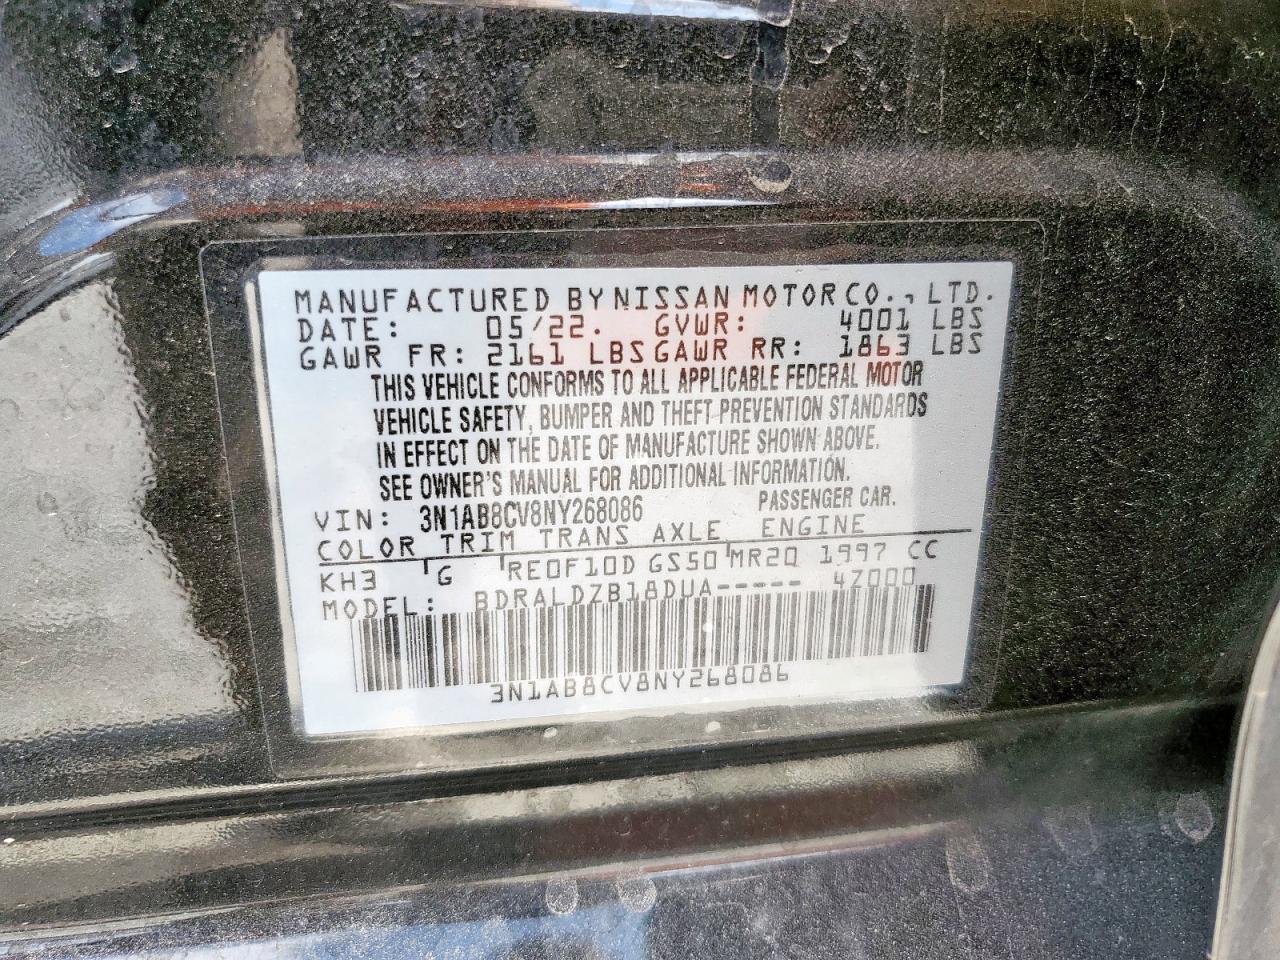 MANUFACTURED BY NISSAN MOTOR CO., LTD.
DATE: 05/22. GVWR: 4001 LBS
GAWR FR: 2161 LBS GAWR RR: 1863 LBS
THIS VEHICLE CONFORMS TO ALL APPLICABLE FEDERAL MOTOR
VEHICLE SAFETY, BUMPER AND THEFT PREVENTION STANDARDS
IN EFFECT ON THE DATE OF MANUFACTURE SHOWN ABOVE.
SEE OWNER'S MANUAL FOR ADDITIONAL INFORMATION.
VIN: 3N1AB8CV8NY268086 PASSENGER CAR.
COLOR TRIM TRANS AXLE ENGINE
KH3 G RE0F10D GS50 MR20 1997 CC
MODEL: BDRALDZB18DUA----- 4Z000
3N1AB8CV8NY268086